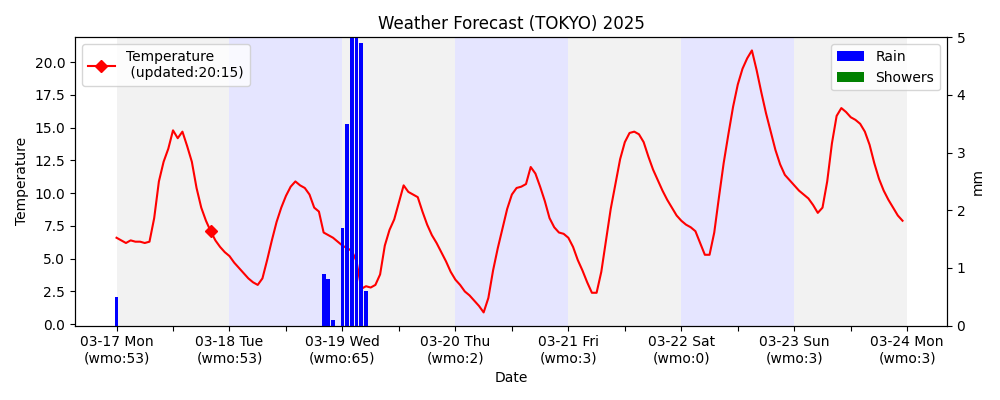 Weather Forecast (TOKYO) 2025
Temperature
(updated:20:15)
Rain
Showers
Temperature
20.0
17.5
15.0
12.5
10.0
7.5
5.0
2.5
0.0
5
4
3
2
1
0
mm
03-17 Mon
(wmo:53)
03-18 Tue
(wmo:53)
03-19 Wed
(wmo:65)
03-20 Thu
(wmo:2)
03-21 Fri
(wmo:3)
03-22 Sat
(wmo:0)
03-23 Sun
(wmo:3)
03-24 Mon
(wmo:3)
Date